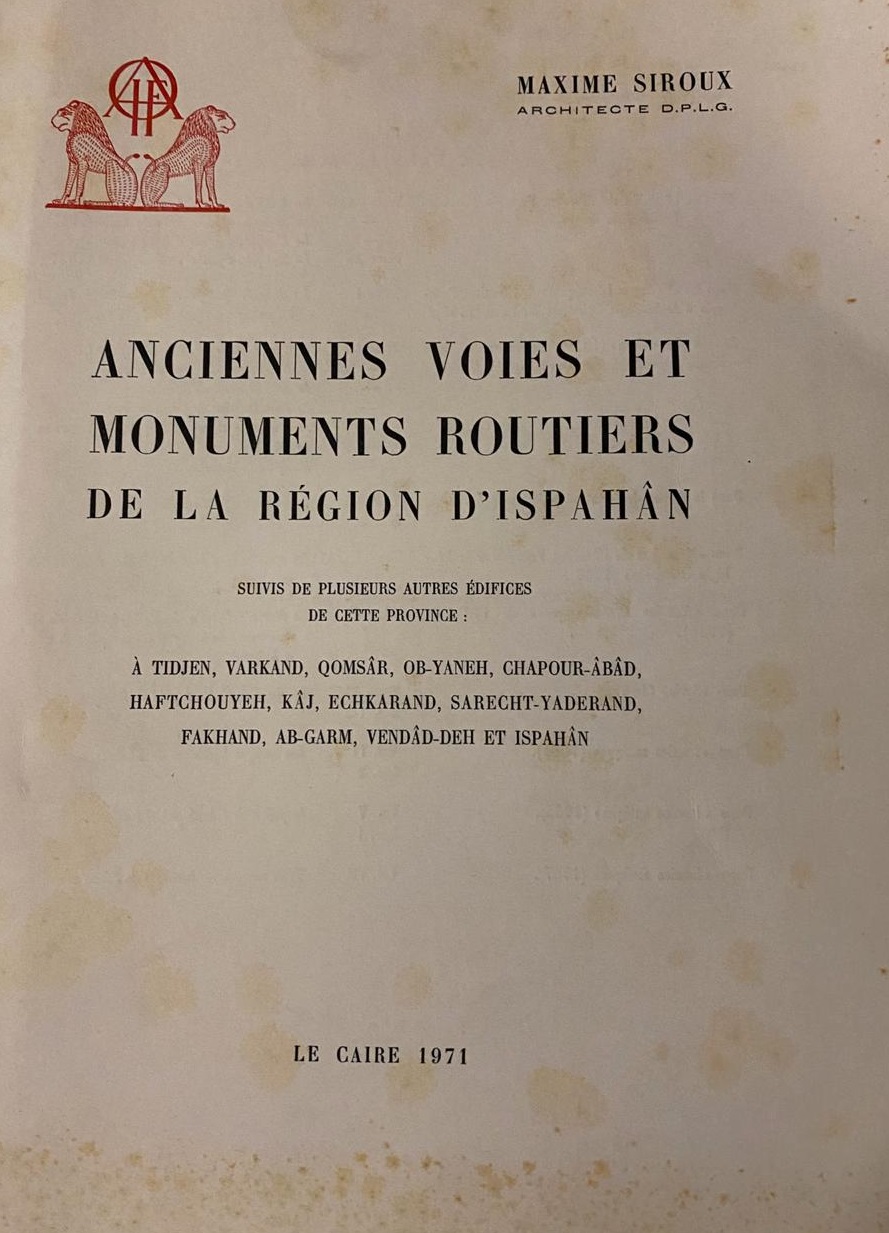 MAXIME SIROUX
ARCHITECTE D.P.L.G.
ANCIENNES VOIES ET
MONUMENTS ROUTIERS
DE LA RÉGION D'ISPAHÂN
SUIVIS DE PLUSIEURS AUTRES ÉDIFICES
DE CETTE PROVINCE :
À TIDJEN, VARKAND, QOMSÂR, OB-YANEH, CHAPOUR-ÂBÂD,
HAFTCHOUYEH, KÂJ, ECHKARAND, SARECHT-YADERAND,
FAKHAND, AB-GARM, VENDÂD-DEH ET ISPAHÂN
LE CAIRE 1971